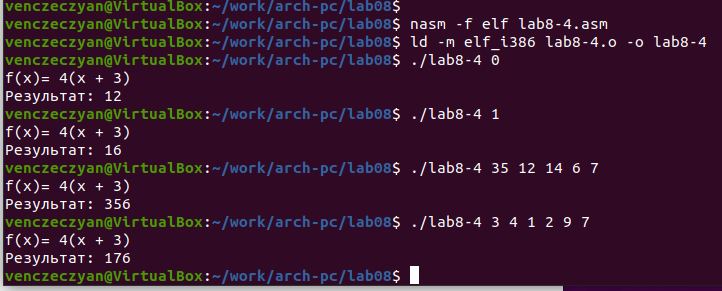 venczeczyan@VirtualBox:~/work/arch-pc/lab08$
venczeczyan@VirtualBox:~/work/arch-pc/lab08$ nasm -f elf lab8-4.asm
venczeczyan@VirtualBox:~/work/arch-pc/lab08$ ld -m elf_i386 lab8-4.o -o lab8-4
venczeczyan@VirtualBox:~/work/arch-pc/lab08$ ./lab8-4 0
f(x)= 4(x + 3)
Результат: 12
venczeczyan@VirtualBox:~/work/arch-pc/lab08$ ./lab8-4 1
f(x)= 4(x + 3)
Результат: 16
venczeczyan@VirtualBox:~/work/arch-pc/lab08$ ./lab8-4 35 12 14 6 7
f(x)= 4(x + 3)
Результат: 356
venczeczyan@VirtualBox:~/work/arch-pc/lab08$ ./lab8-4 3 4 1 2 9 7
f(x)= 4(x + 3)
Результат: 176
venczeczyan@VirtualBox:~/work/arch-pc/lab08$